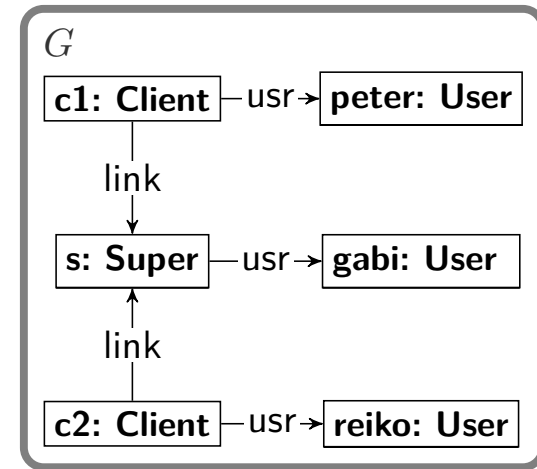 G
c1: Client usr peter: User
link
s: Super usr gabi: User
link
c2: Client usr reiko: User